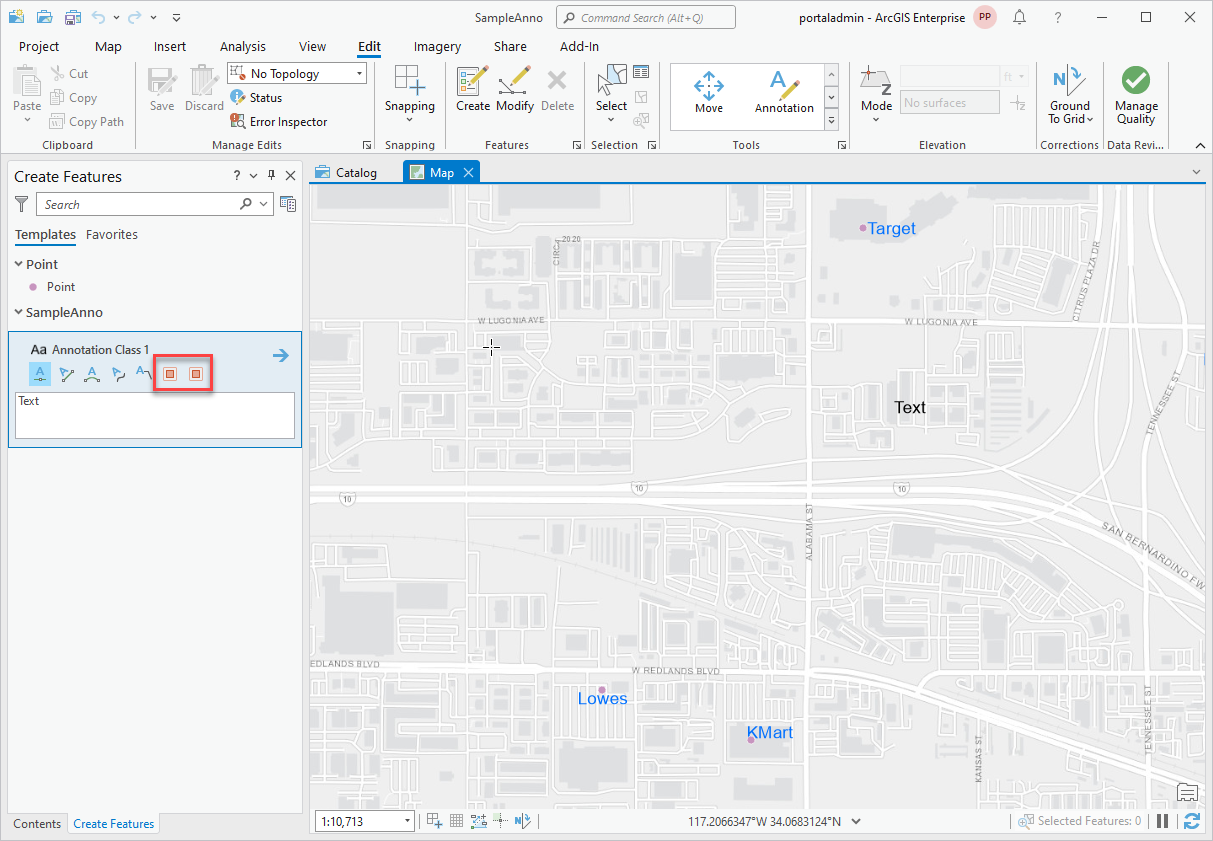 SampleAnno
Command Search (Alt+Q)
portaladmin - ArcGIS Enterprise
PP
?
Project
Map
Insert
Analysis
View
Edit
Imagery
Share
Add-In
Paste
Cut
Copy
Copy Path
Clipboard
Save
Discard
No Topology
Status
Error Inspector
Manage Edits
Snapping
Snapping
Create
Modify
Delete
Features
Select
Selection
Move
A
Annotation
Tools
Mode
Z
ft
No surfaces
Elevation
N
Ground
To Grid
Corrections
Manage
Quality
Data Revi...
Create Features
?
Search
Templates
Favorites
Point
Point
SampleAnno
Aa Annotation Class 1
A
A
A
Text
Contents
Create Features
Catalog
Map
Target
CIRCA
2020
CITRUS PLAZA DR
W LUGONIA AVE
W LUGONIA AVE
TENNESSEE ST
Text
10
10
10
ALABAMA ST
SAN BERNARDINO FW
EDLANDS BLVD
W REDLANDS BLVD
Lowes
KMart
TENNESSEE ST
KANSAS ST
1:10,713
N
117.2066347°W 34.0683124°N
Selected Features: 0